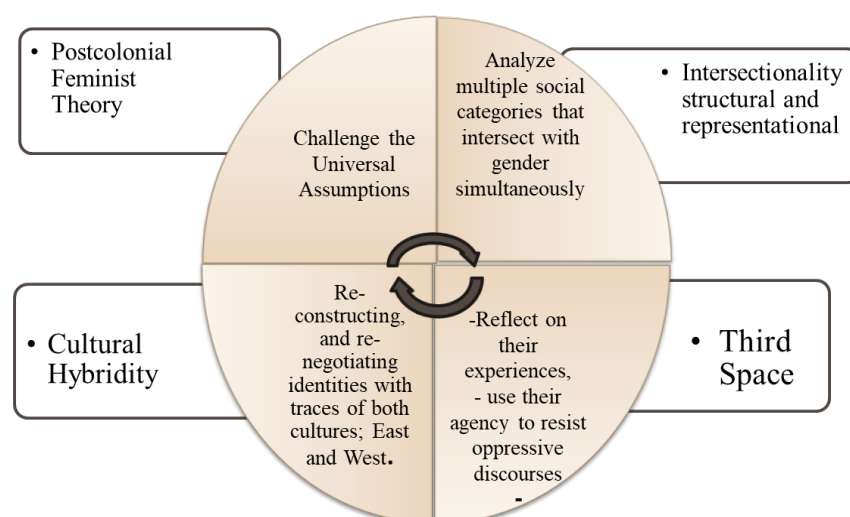 • Postcolonial
Feminist
Theory
Challenge the
Universal
Assumptions
Analyze
multiple social
categories that
intersect with
gender
simultaneously
• Intersectionality
structural and
representational
• Cultural
Hybridity
Re-
constructing,
and re-
negotiating
identities with
traces of both
cultures; East
and West.
-Reflect on
their
experiences,
- use their
agency to resist
oppressive
discourses
-
• Third
Space